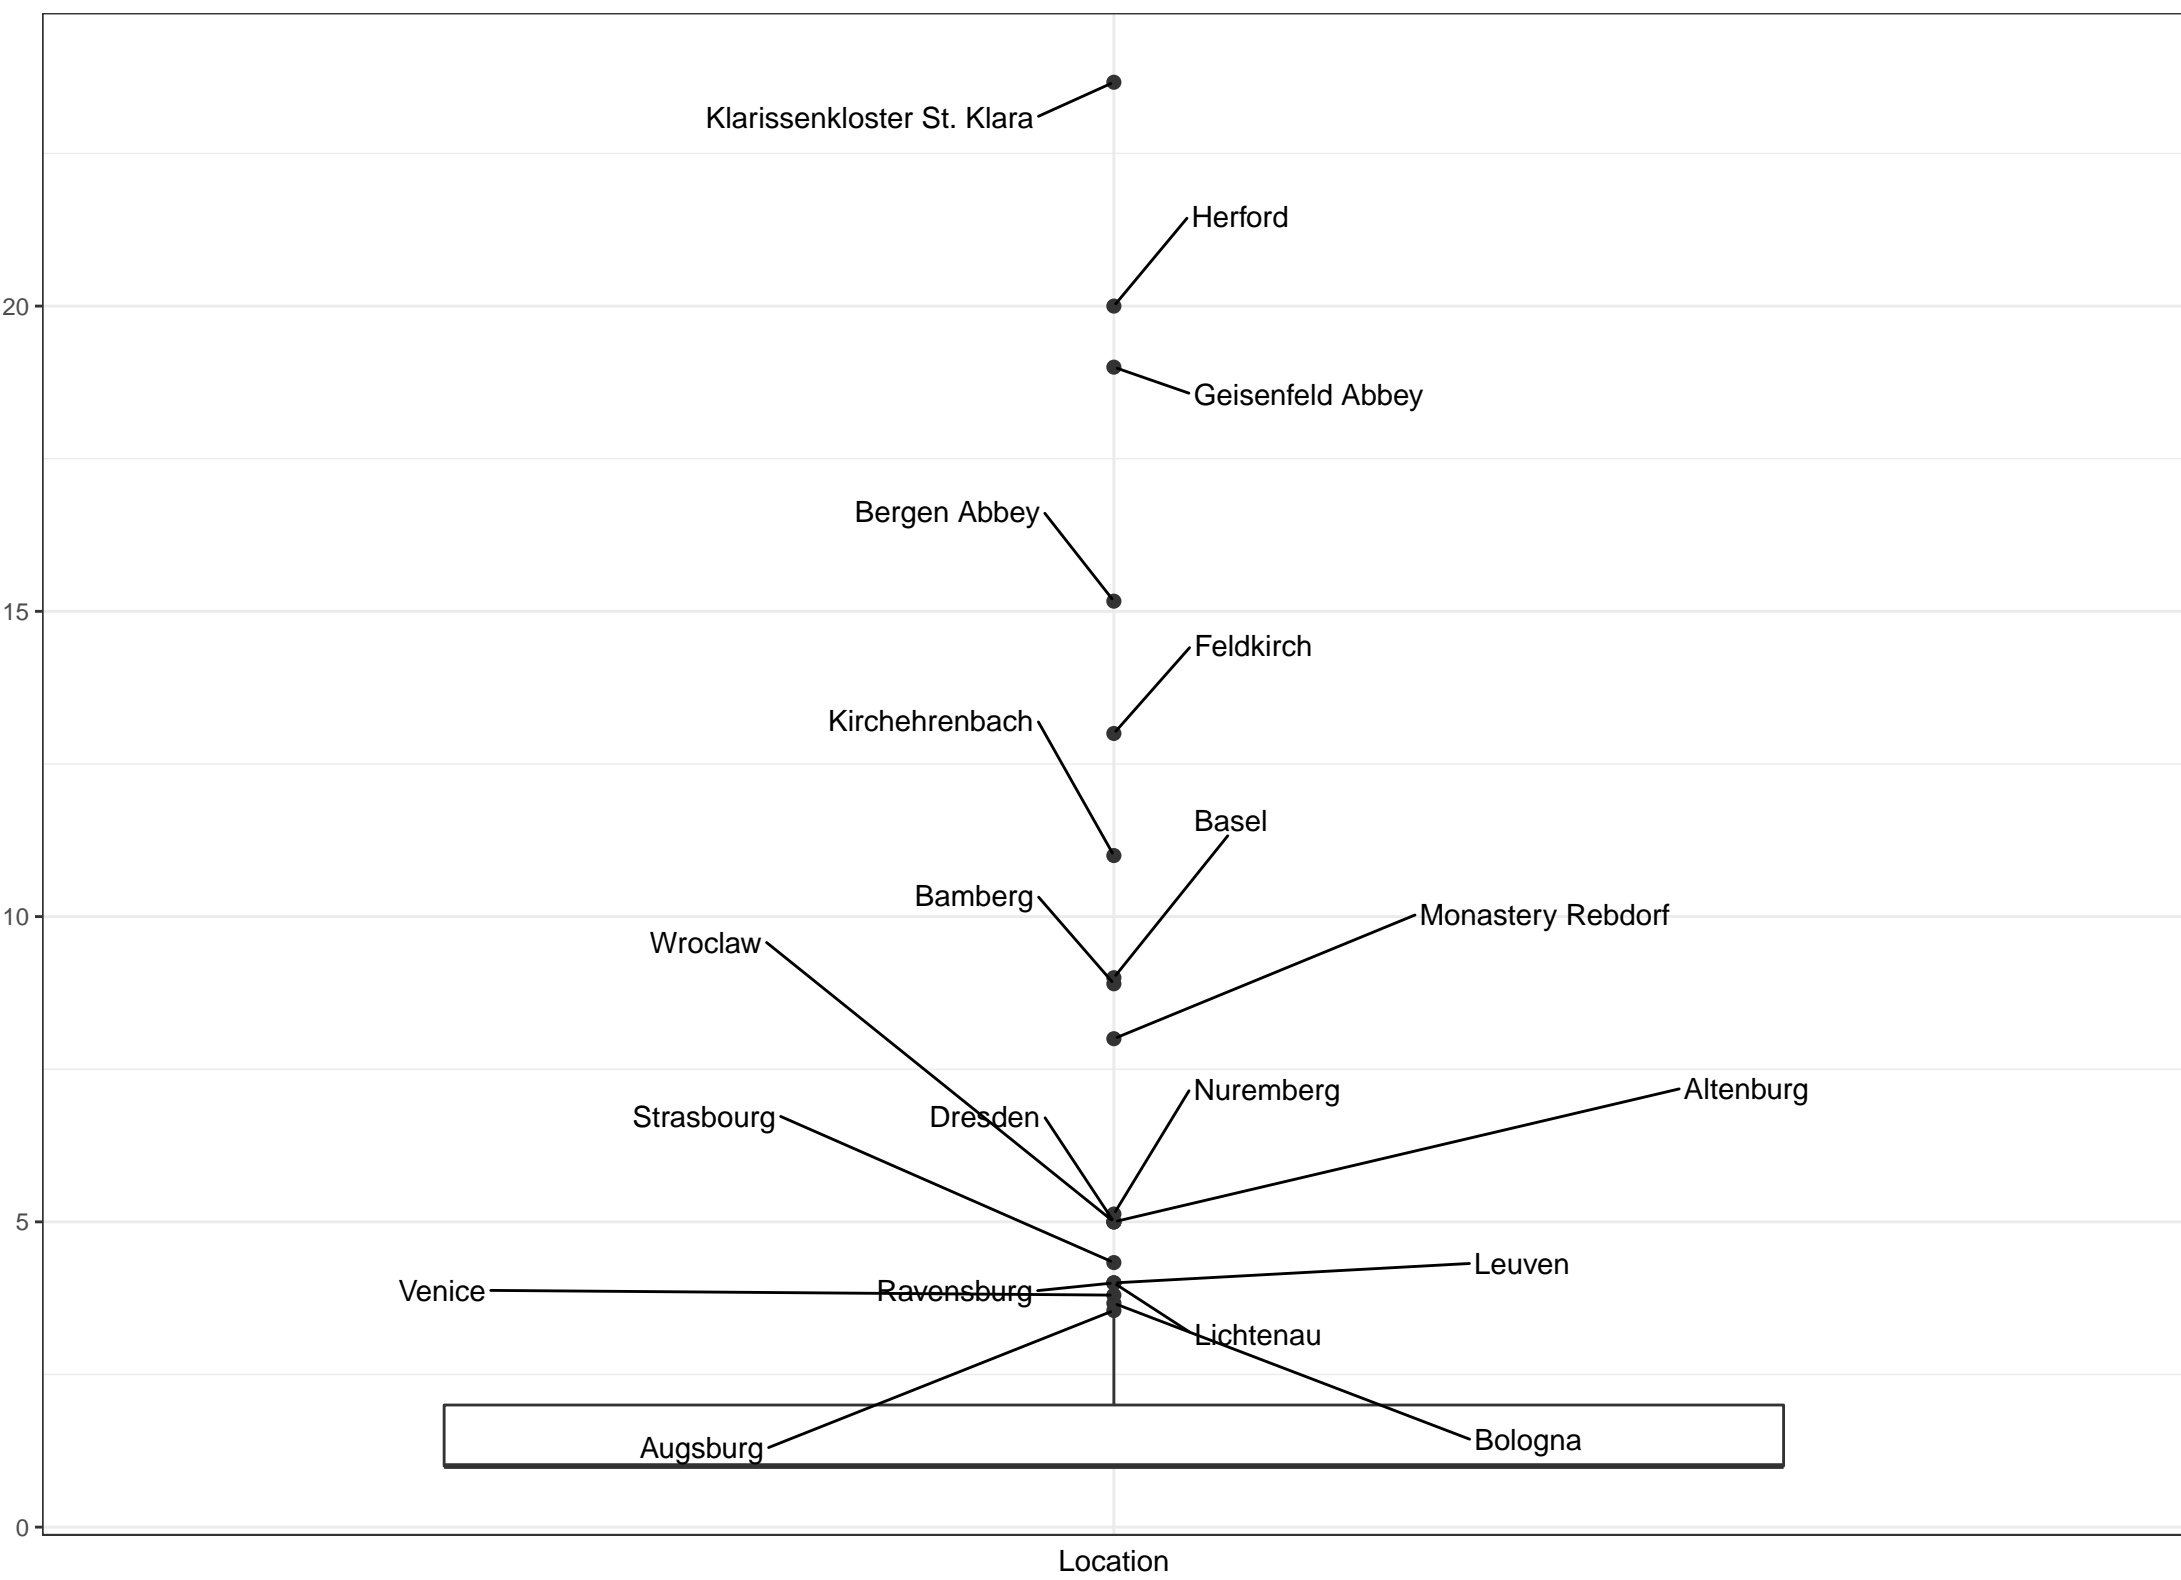 Klarissenkloster St. Klara
Herford
20
Geisenfeld Abbey
Bergen Abbey
15
Feldkirch
Kirchehrenbach
Basel
Bamberg
10
Monastery Rebdorf
Wroclaw
Nuremberg
Altenburg
Strasbourg
Dresden
5
Leuven
Venice
Ravensburg
Lichtenau
Bologna
Augsburg
0
Location